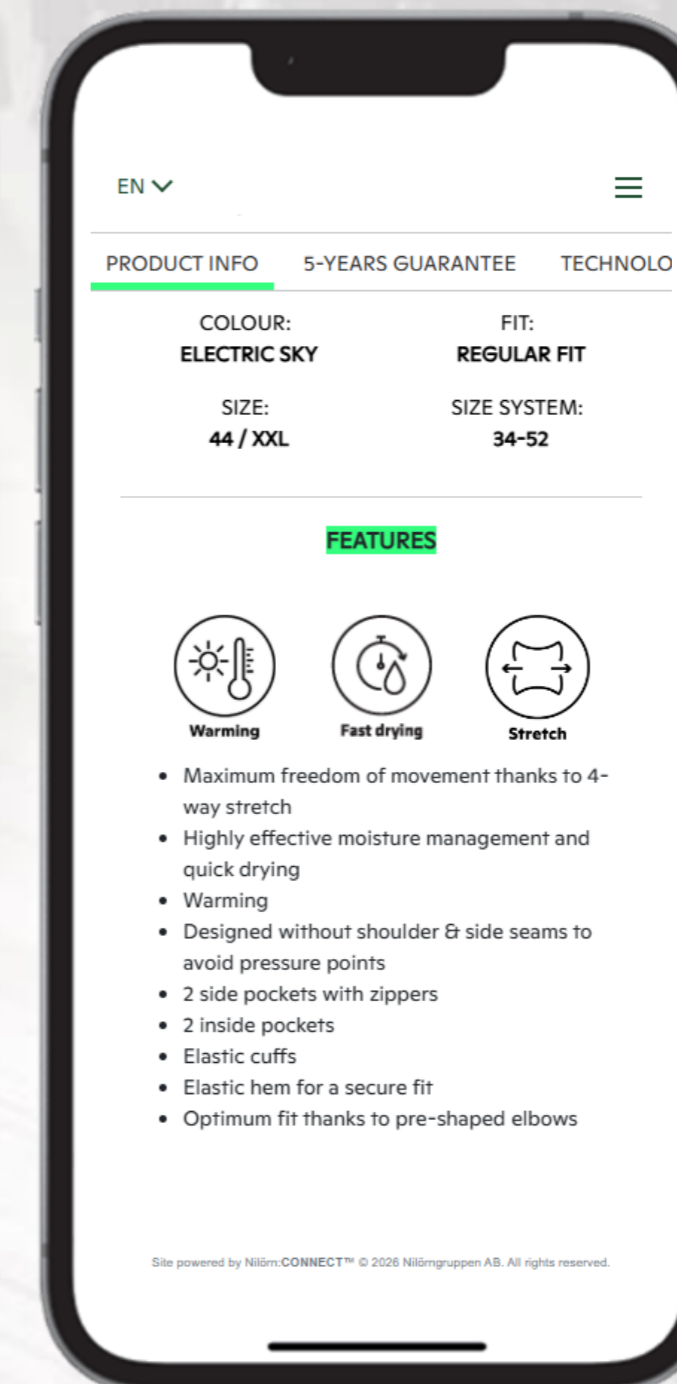 EN
PRODUCT INFO 5-YEARS GUARANTEE TECHNOLO
COLOUR: FIT:
ELECTRIC SKY REGULAR FIT
SIZE: SIZE SYSTEM:
44 / XXL 34-52
FEATURES
Warming Fast drying Stretch
• Maximum freedom of movement thanks to 4-
way stretch
• Highly effective moisture management and
quick drying
• Warming
• Designed without shoulder & side seams to
avoid pressure points
• 2 side pockets with zippers
• 2 inside pockets
• Elastic cuffs
• Elastic hem for a secure fit
• Optimum fit thanks to pre-shaped elbows
Site powered by Nilörn:CONNECT™ © 2026 Nilörngruppen AB. All rights reserved.